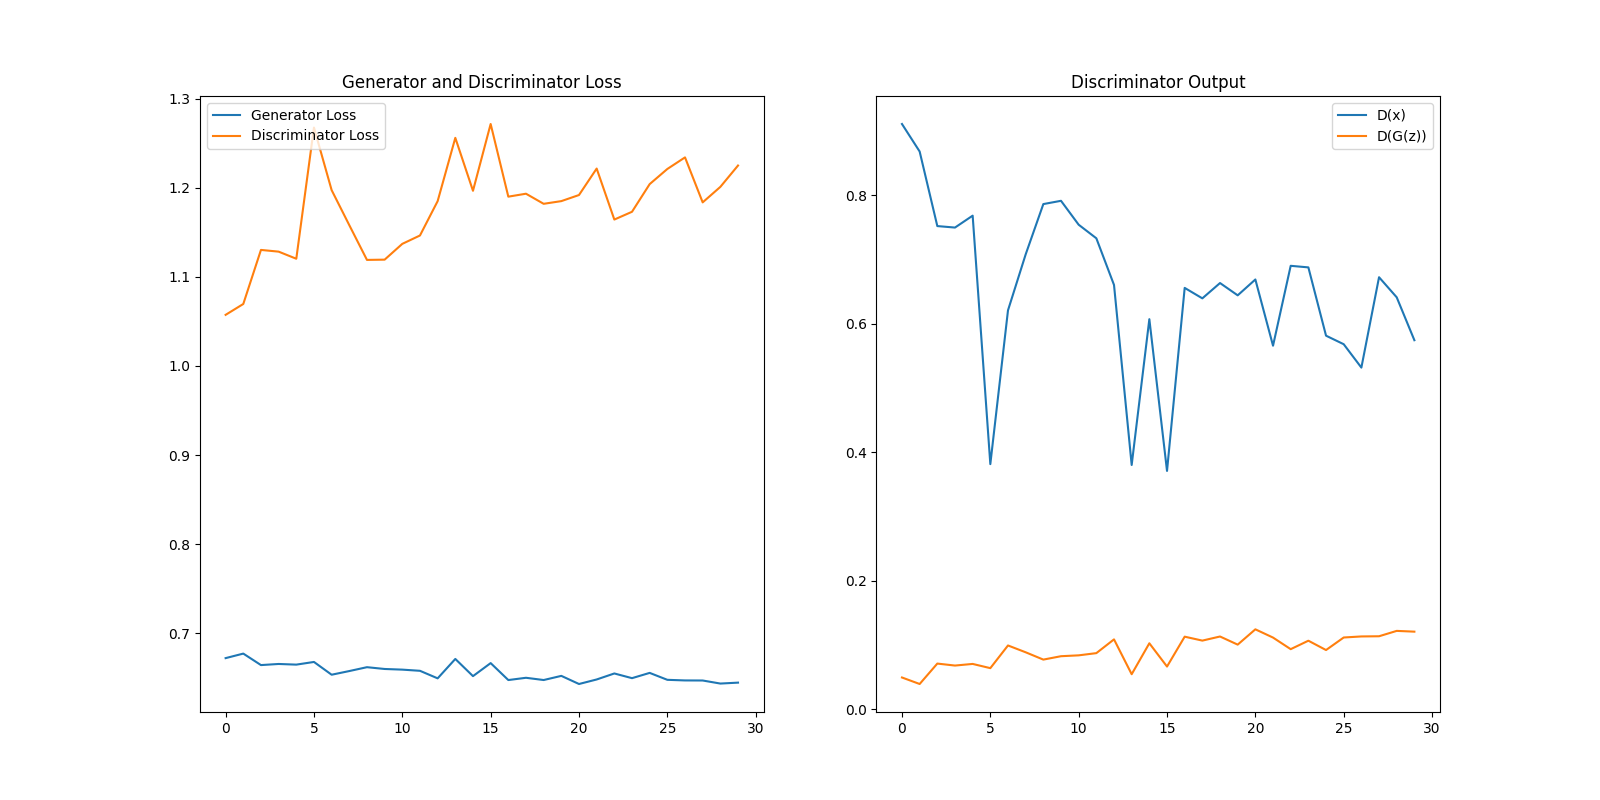 Generator and Discriminator Loss
Generator Loss
Discriminator Loss
1.3
1.2
1.1
1.0
0.9
0.8
0.7
0 5 10 15 20 25 30
Discriminator Output
D(x)
D(G(z))
0.8
0.6
0.4
0.2
0.0
0 5 10 15 20 25 30